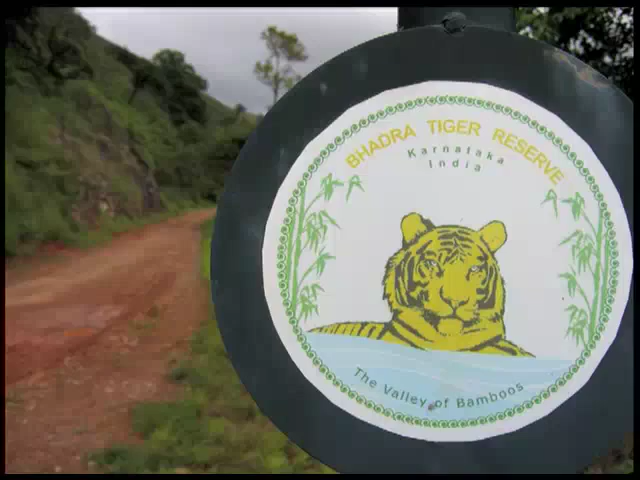 BHADRA TIGER RESERVE
Karnataka
India
The Valley of Bamboos